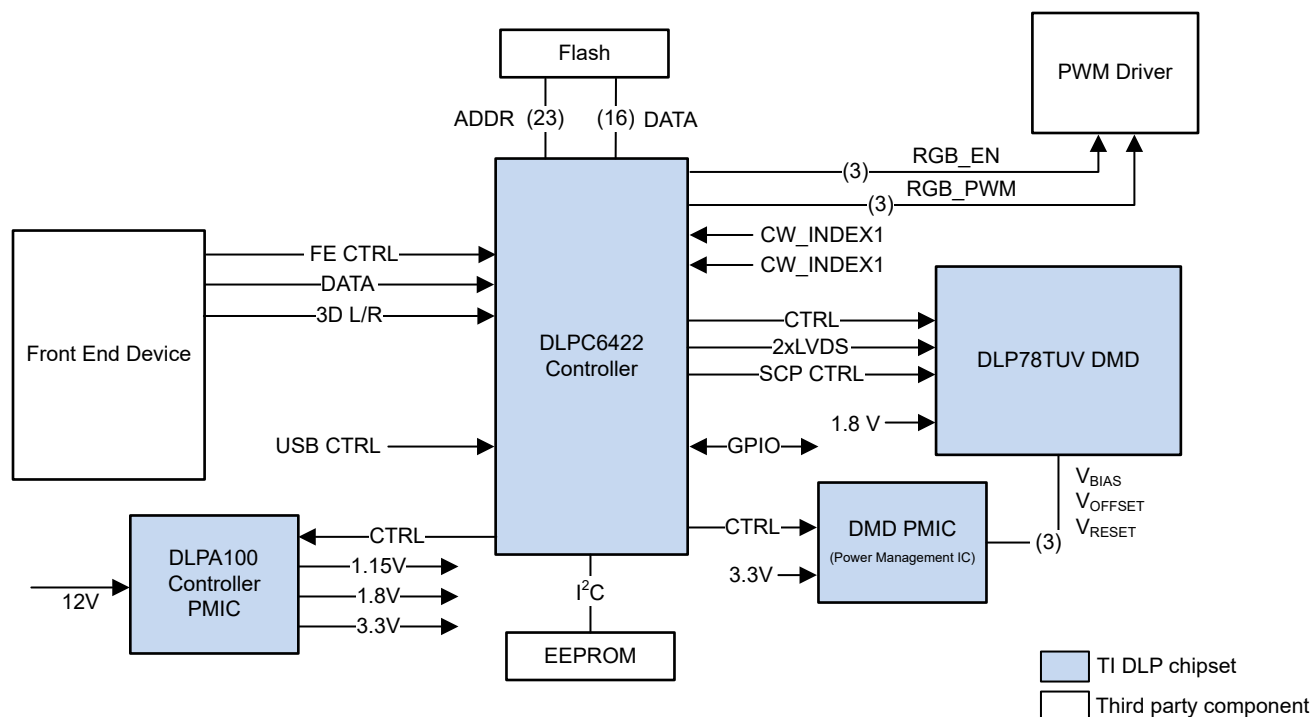 Flash
PWM Driver
ADDR (23) (16) DATA
RGB_EN
(3)
RGB_PWM
(3)
CW_INDEX1
CW_INDEX1
Front End Device
FE CTRL
DATA
3D L/R
DLPC6422
Controller
CTRL
2xLVDS
SCP CTRL
DLP78TUV DMD
1.8 V
USB CTRL
GPIO
VBIAS
VOFFSET
VRESET
(3)
CTRL
DMD PMIC
(Power Management IC)
3.3V
CTRL
DLPA100
Controller
PMIC
12V
1.15V
1.8V
3.3V
I²C
EEPROM
TI DLP chipset
Third party component